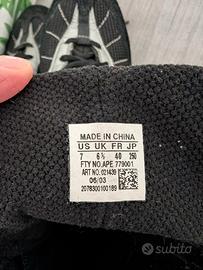 MADE IN CHINA
US UK FR JP
7 6½ 40 250
FTY NO.APE 779001
ART NO. 021439
06/03
2078300100189
subito